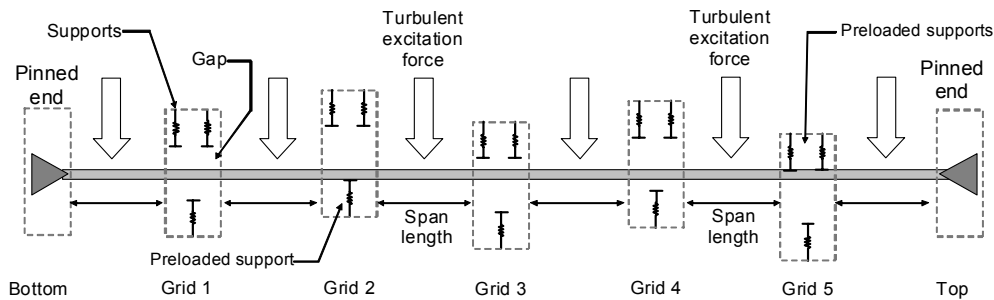 Supports
Gap
Turbulent
excitation
force
Turbulent
excitation
force
Preloaded supports
Pinned
end
Pinned
end
Span
length
Span
length
Preloaded support
Bottom
Grid 1
Grid 2
Grid 3
Grid 4
Grid 5
Top